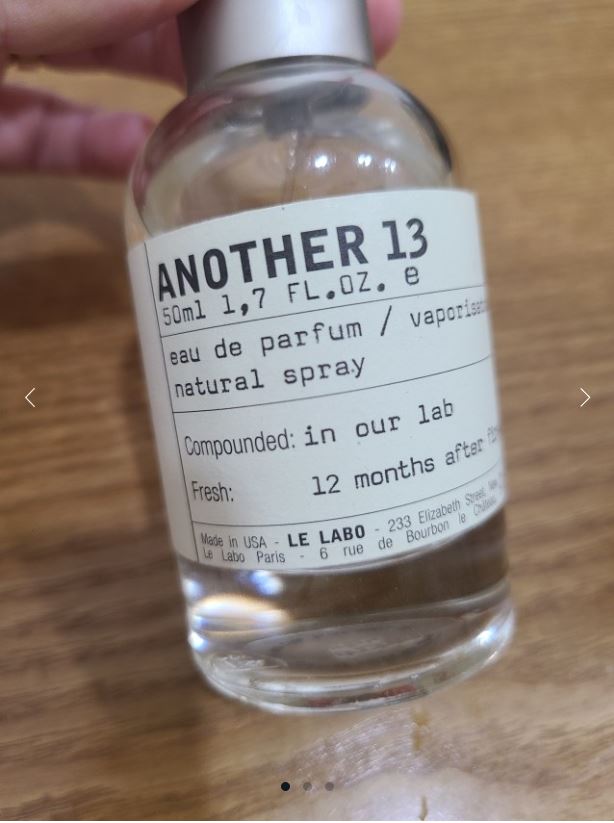 ANOTHER 13
50ml 1,7 FL.OZ. e
eau de parfum / vaporisat
natural spray
Compounded: in our lab
Fresh: 12 months after
Made in USA - LE LABO - 233 Elizabeth Street,
Le Labo Paris - 6 rue de Bourbon le Château